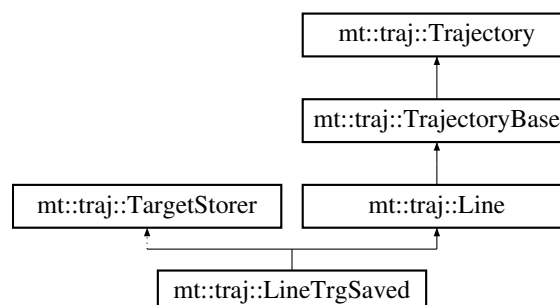 mt::traj::Trajectory
mt::traj::TrajectoryBase
mt::traj::TargetStorer
mt::traj::Line
mt::traj::LineTrgSaved